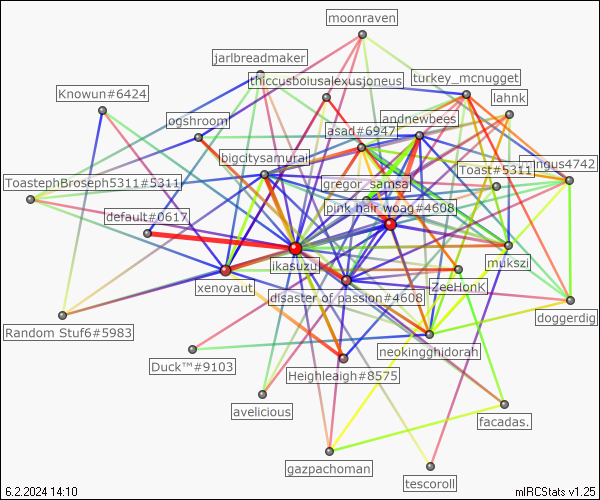 moonraven
jarlbreadmaker
thiccusboiusalexusjoneus
turkey_mcnugget
Knowun#6424
lahnk
ogshroom
andnewbees
asad#6947
bigcitysamurai
Toast#5311
ToastephBroseph5311#5311
gregor_samsa
default#0617
pink hair woag#4608
ikasuzu
mukszi
xenoyaut
ZeeHonK
disaster of passion#4608
doggerdig
Random Stuf6#5983
neokingghidorah
Duck™#9103
Heighleaigh#8575
avelicious
facadas.
gazpachoman
tescoroll
6.2.2024 14:10
mIRCStats v1.25